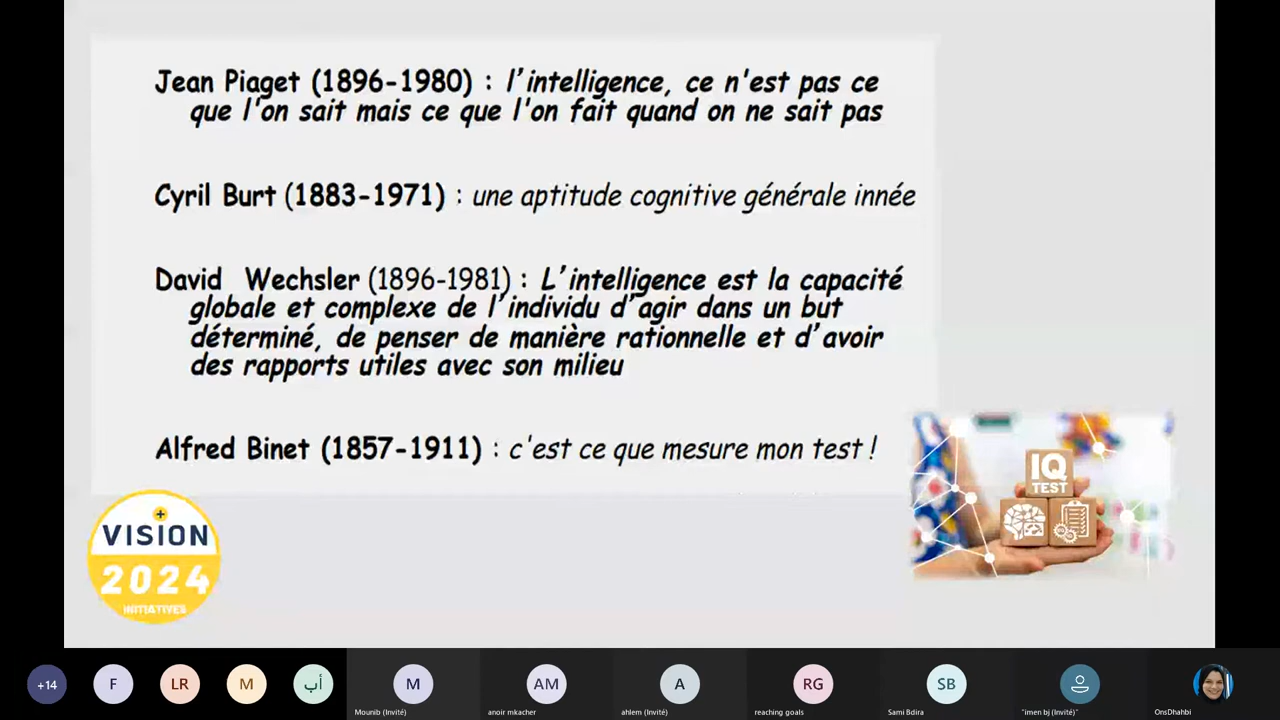 Jean Piaget (1896-1980) : l'intelligence, ce n'est pas ce
que l'on sait mais ce que l'on fait quand on ne sait pas
Cyril Burt (1883-1971) : une aptitude cognitive générale innée
David Wechsler (1896-1981) : L'intelligence est la capacité
globale et complexe de l'individu d'agir dans un but
déterminé, de penser de manière rationnelle et d'avoir
des rapports utiles avec son milieu
Alfred Binet (1857-1911) : c'est ce que mesure mon test !
IQ
TEST
VISION
2024
INITIATIVES
+14
F
LR
M
أب
M
AM
A
RG
SB
Mounib (Invité)
anoir mkacher
ahlem (Invité)
reaching goals
Sami Bdira
"imen bj (Invité)"
OnsDhahbi